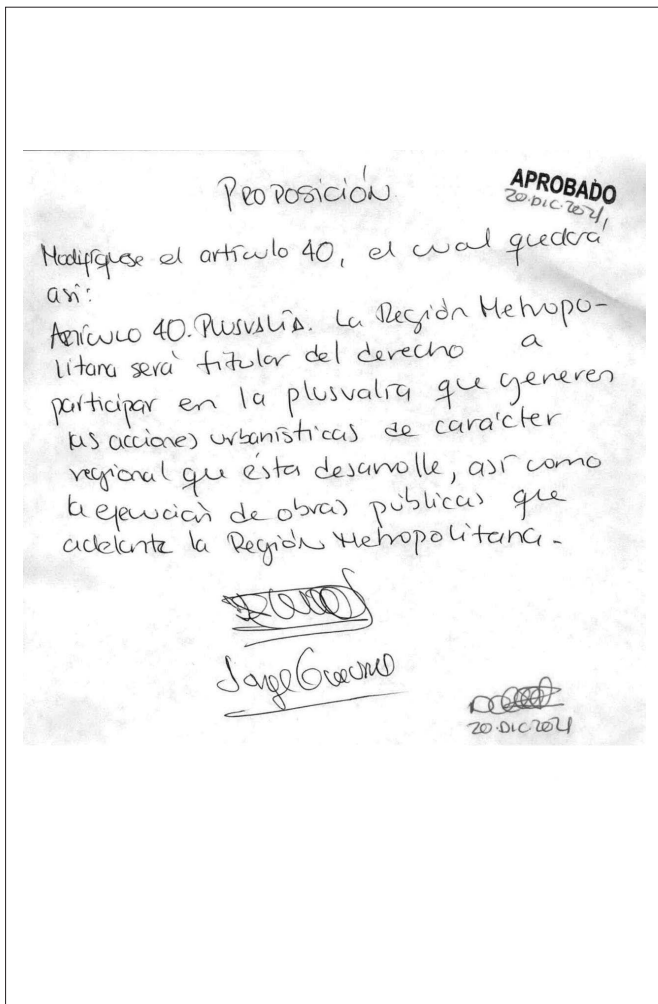 PROPOSICIÓN
APROBADO
20·DIC·2021
Modifíquese el artículo 40, el cual quedará
así:
Artículo 40. Plusvalía. La Región Metropo-
litana será titular del derecho a
participar en la plusvalía que generen
las acciones urbanísticas de carácter
regional que ésta desarrolle, así como
la ejecución de obras públicas que
adelante la Región Metropolitana.
Jorge
20·DIC·2021